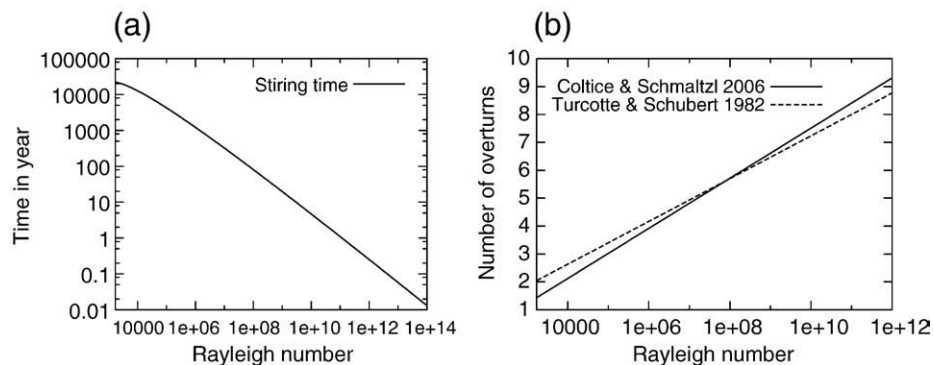 (a)
100000
10000
1000
100
10
1
0.1
0.01
Time in year
Stiring time
10000 1e+06 1e+08 1e+10 1e+12 1e+14
Rayleigh number
(b)
10
9
8
7
6
5
4
3
2
1
Number of overturns
Coltice & Schmaltzl 2006
Turcotte & Schubert 1982
10000 1e+06 1e+08 1e+10 1e+12
Rayleigh number